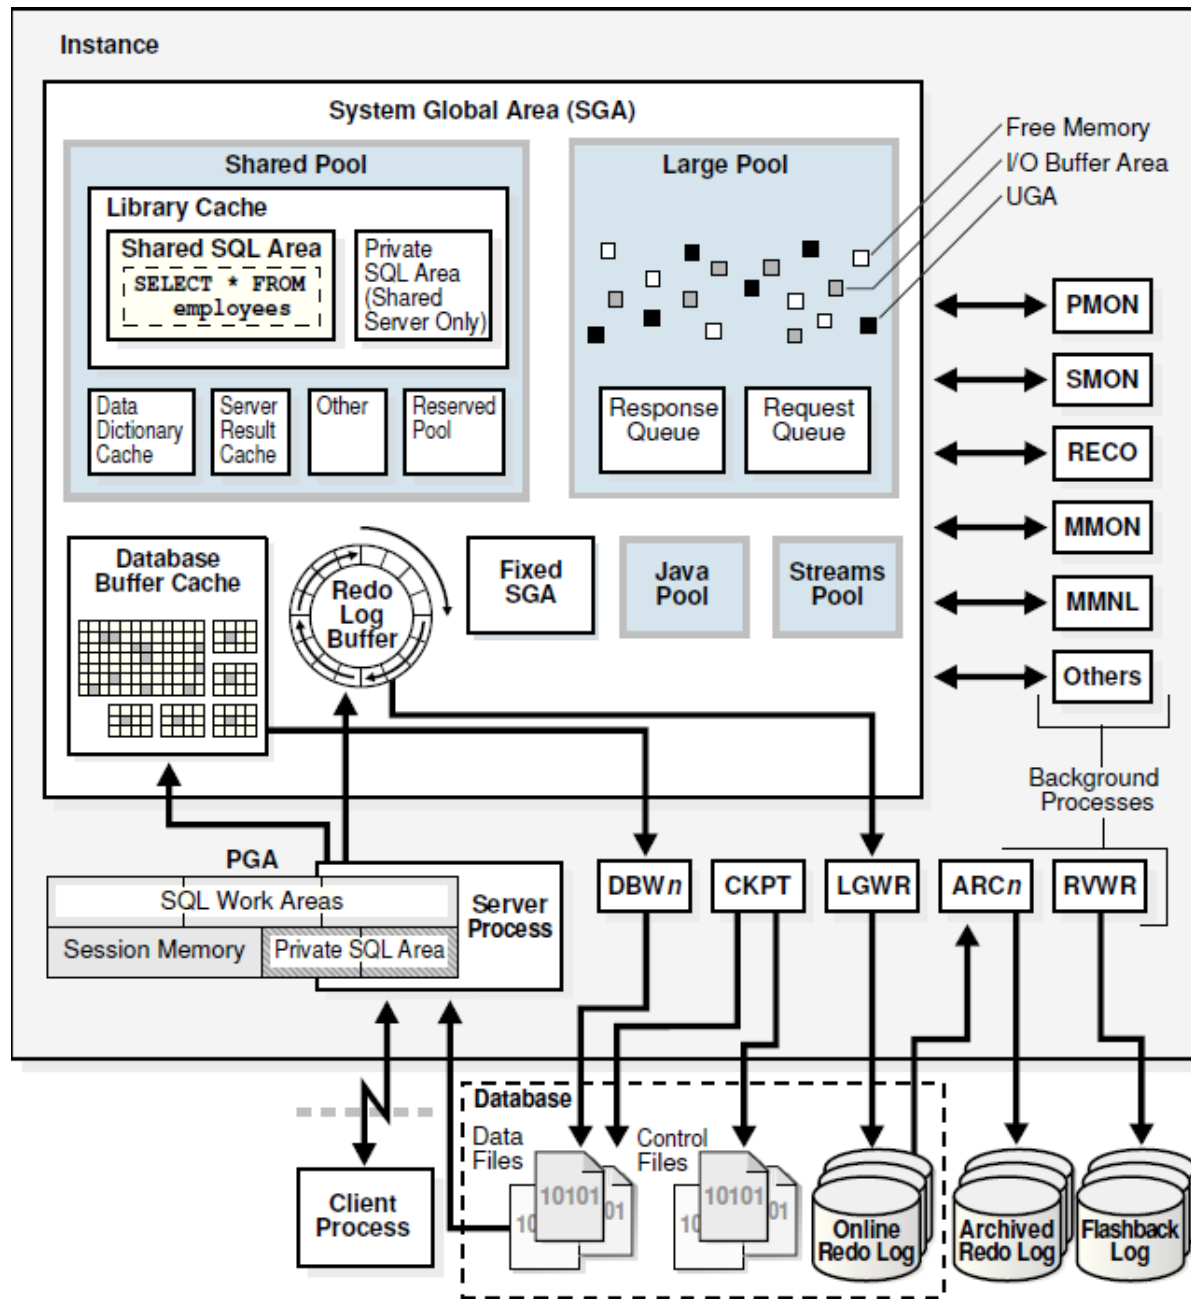 Instance
System Global Area (SGA)
Shared Pool
Library Cache
Shared SQL Area
SELECT * FROM
employees
Private
SQL Area
(Shared
Server Only)
Data
Dictionary
Cache
Server
Result
Cache
Other
Reserved
Pool
Large Pool
Response
Queue
Request
Queue
Free Memory
I/O Buffer Area
UGA
Database
Buffer Cache
Redo
Log
Buffer
Fixed
SGA
Java
Pool
Streams
Pool
PMON
SMON
RECO
MMON
MMNL
Others
Background
Processes
PGA
SQL Work Areas
Session Memory
Private SQL Area
Server
Process
DBWn
CKPT
LGWR
ARCn
RVWR
Client
Process
Database
Data
Files
10
10101
01
Control
Files
10
10101
01
Online
Redo Log
Archived
Redo Log
Flashback
Log